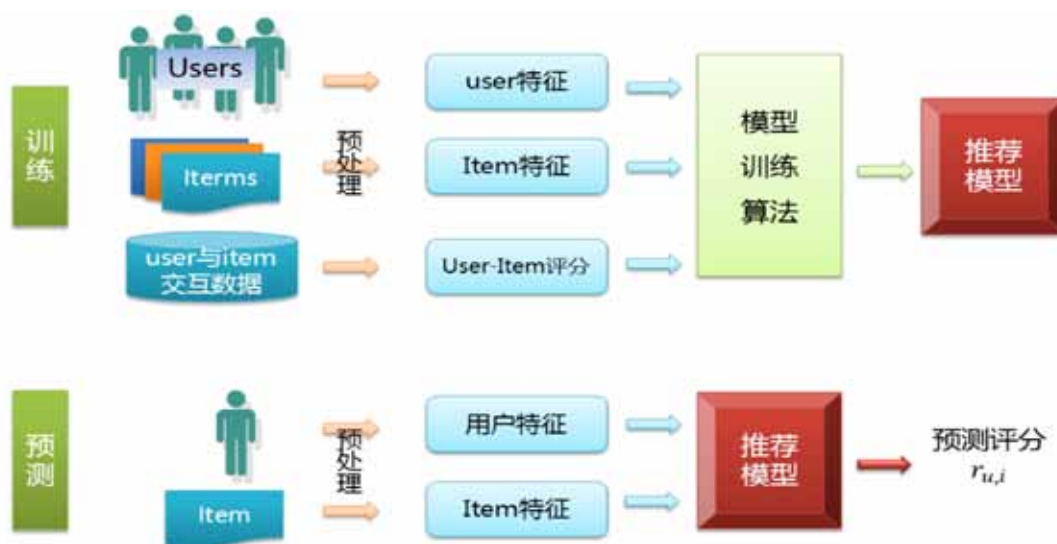 训练
Users
Iterms
user与item
交互数据
预处理
user特征
Item特征
User-Item评分
模型
训练
算法
推荐
模型
预测
Item
预处理
用户特征
Item特征
推荐
模型
预测评分
r_{u,i}